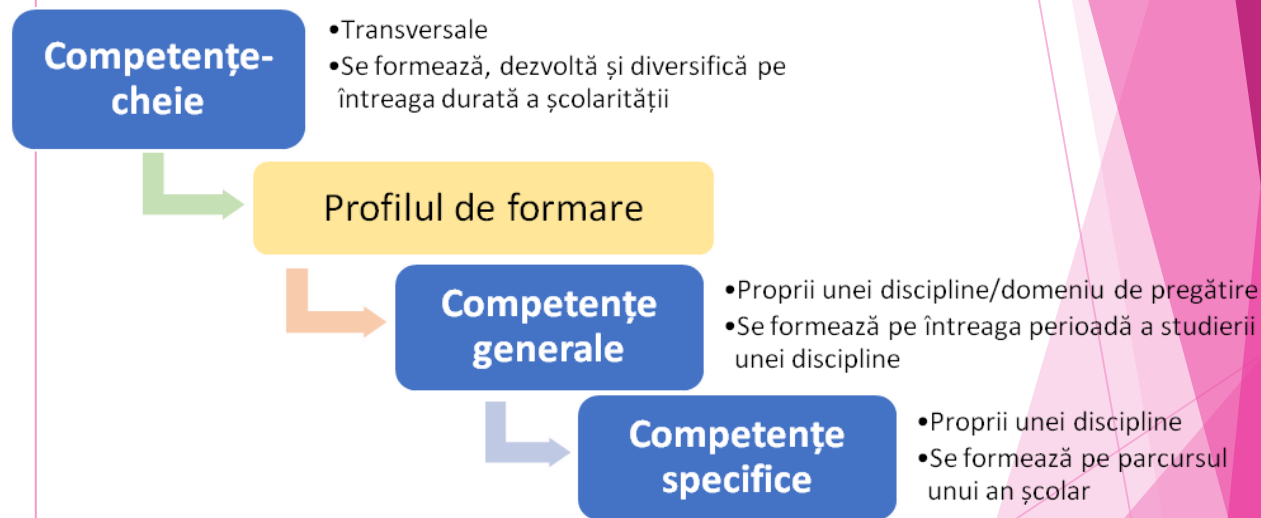 Competențe-
cheie
•Transversale
•Se formează, dezvoltă și diversifică pe
întreaga durată a școlarității
Profilul de formare
Competențe
generale
•Proprii unei discipline/domeniu de pregătire
•Se formează pe întreaga perioadă a studierii
unei discipline
Competențe
specifice
•Proprii unei discipline
•Se formează pe parcursul
unui an școlar